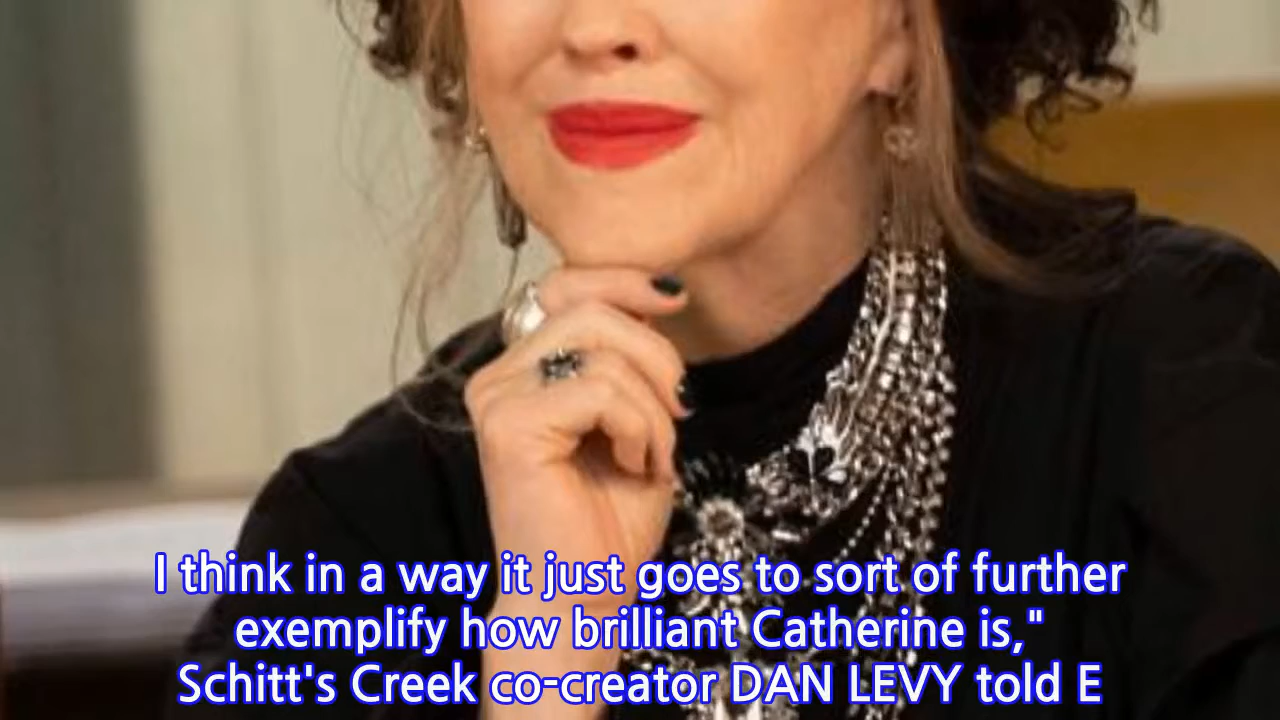 I think in a way it just goes to sort of further
exemplify how brilliant Catherine is,"
Schitt's Creek co-creator DAN LEVY told E